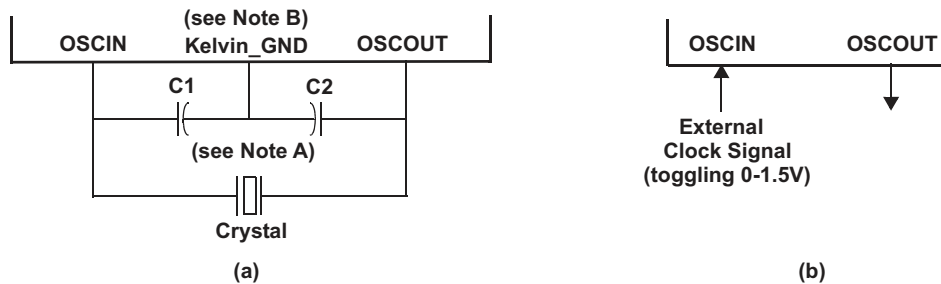 (see Note B)
OSCIN Kelvin_GND OSCOUT
C1 C2
(see Note A)
Crystal
(a)
OSCIN OSCOUT
External
Clock Signal
(toggling 0-1.5V)
(b)